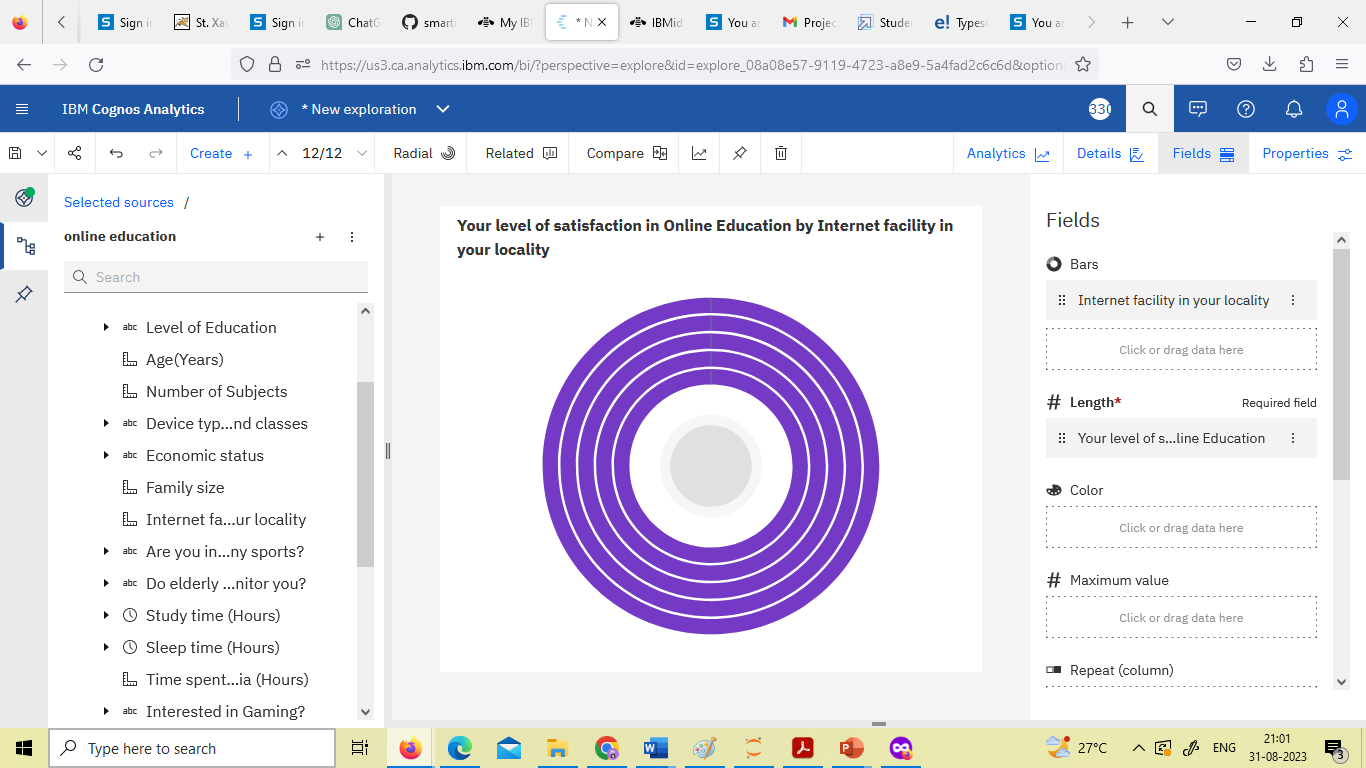 Sign in
St. Xav
Sign in
ChatG
smart
My IB
* N
IBMid
You ar
Projec
Studer
Typesc
You ar
https://us3.ca.analytics.ibm.com/bi/?perspective=explore&id=explore_08a08e57-9119-4723-a8e9-5a4fad2c6c6d&options
IBM Cognos Analytics
* New exploration
330
Create
12/12
Radial
Related
Compare
Analytics
Details
Fields
Properties
Selected sources /
online education
Search
abc Level of Education
Age(Years)
Number of Subjects
abc Device typ...nd classes
abc Economic status
Family size
Internet fa...ur locality
abc Are you in...ny sports?
abc Do elderly ...nitor you?
Study time (Hours)
Sleep time (Hours)
Time spent...ia (Hours)
abc Interested in Gaming?
Your level of satisfaction in Online Education by Internet facility in
your locality
Fields
Bars
Internet facility in your locality
Click or drag data here
# Length* Required field
Your level of s...line Education
Color
Click or drag data here
# Maximum value
Click or drag data here
Repeat (column)
Type here to search
27°C
ENG
21:01
31-08-2023
3